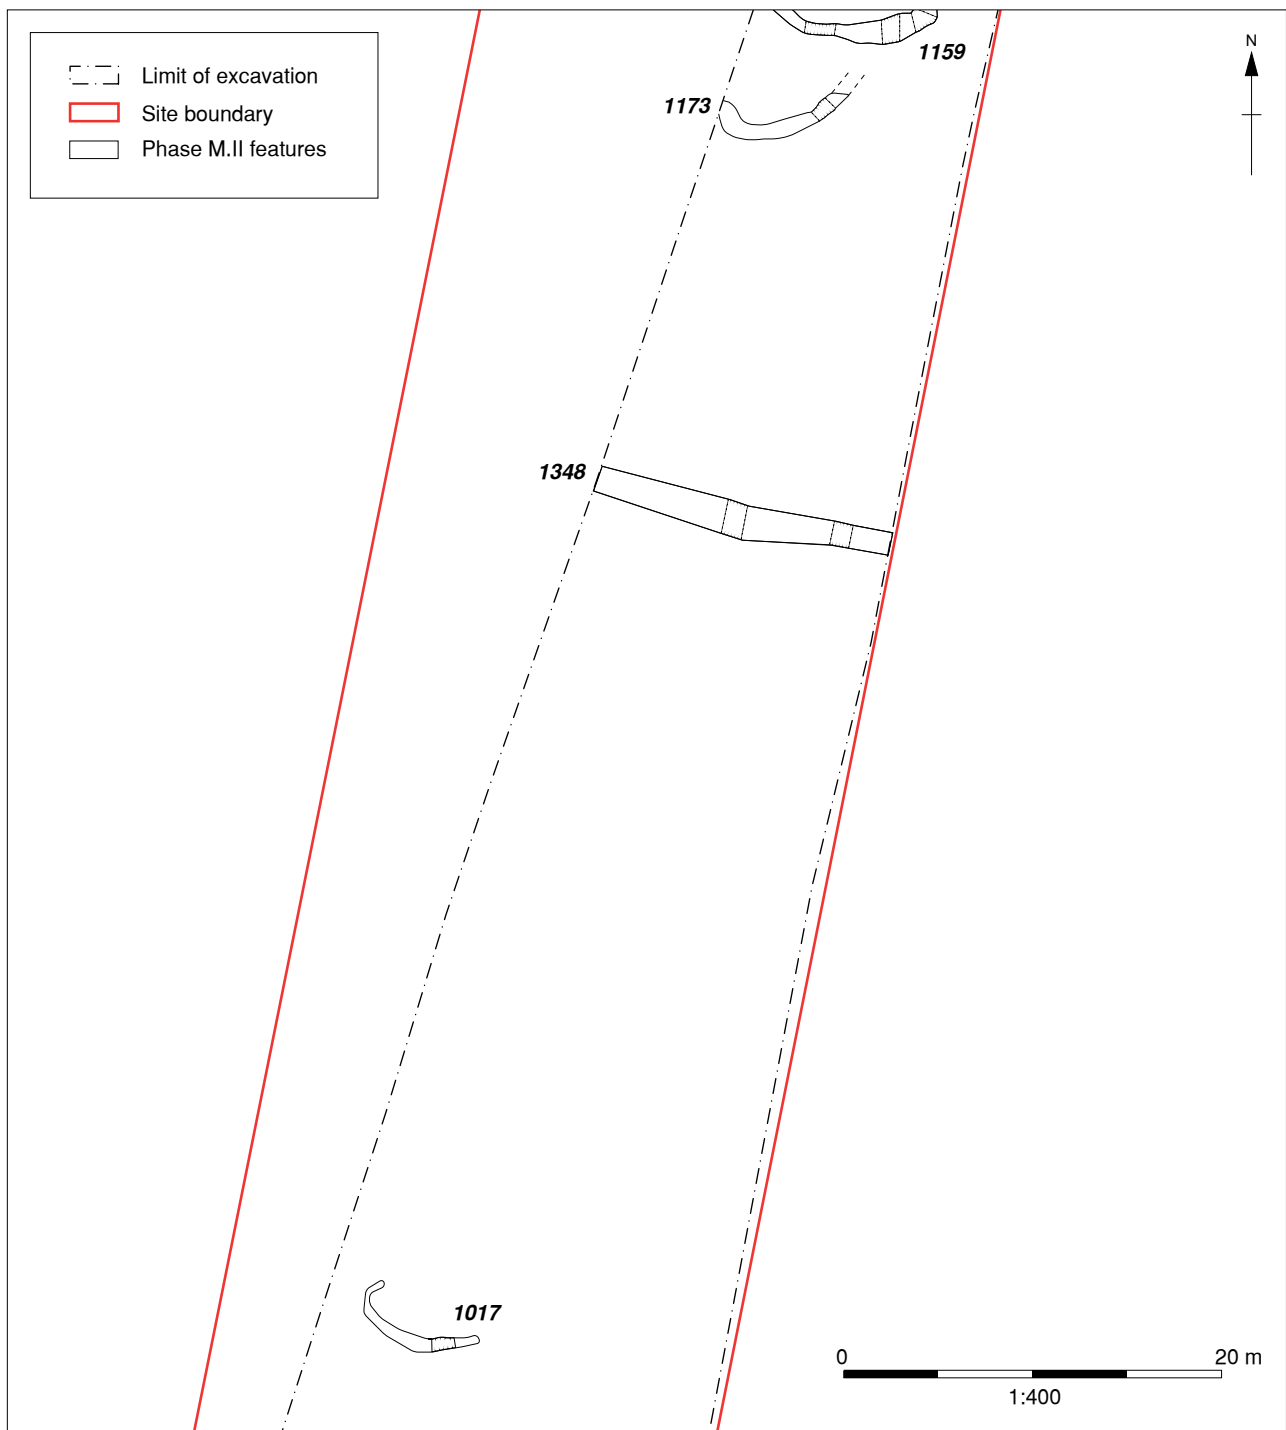 Limit of excavation
Site boundary
Phase M.II features
1159
N
1173
1348
1017
0 20 m
1:400